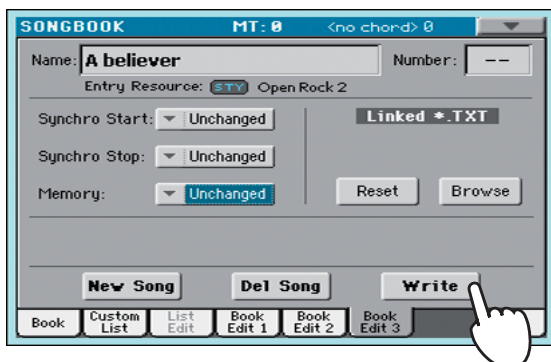 SONGBOOK MT: 0 <no chord> 0
Name: A believer Number: --
Entry Resource: STY Open Rock 2
Synchro Start: Unchanged Linked *.TXT
Synchro Stop: Unchanged
Memory: Unchanged Reset Browse
New Song Del Song Write
Book Custom List List Edit Book Edit 1 Book Edit 2 Book Edit 3